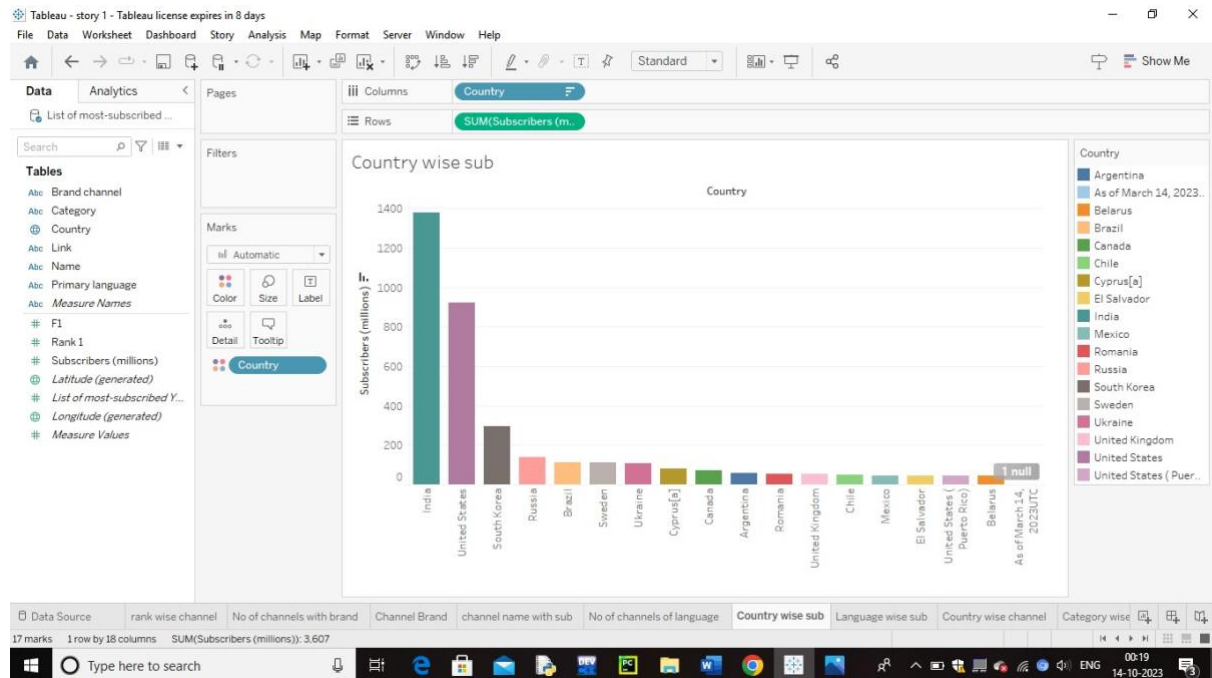 Tableau - story 1 - Tableau license expires in 8 days
File Data Worksheet Dashboard Story Analysis Map Format Server Window Help
Standard
Show Me
Data Analytics
Pages
Columns
Country
List of most-subscribed ...
Rows
SUM(Subscribers (m..
Search
Tables
Abc Brand channel
Abc Category
Country
Abc Link
Abc Name
Abc Primary language
Abc Measure Names
# F1
# Rank 1
# Subscribers (millions)
Latitude (generated)
# List of most-subscribed Y...
Longitude (generated)
# Measure Values
Filters
Marks
Automatic
Color Size Label
Detail Tooltip
Country
Country wise sub
Country
Subscribers (millions)
1400
1200
1000
800
600
400
200
0
1 null
India
United States
South Korea
Russia
Brazil
Sweden
Ukraine
Cyprus[a]
Canada
Argentina
Romania
United Kingdom
Chile
Mexico
El Salvador
United States (
Puerto Rico)
Belarus
As of March 14,
2023UTC
Country
Argentina
As of March 14, 2023..
Belarus
Brazil
Canada
Chile
Cyprus[a]
El Salvador
India
Mexico
Romania
Russia
South Korea
Sweden
Ukraine
United Kingdom
United States
United States ( Puer..
Data Source rank wise channel No of channels with brand Channel Brand channel name with sub No of channels of language Country wise sub Language wise sub Country wise channel Category wise
17 marks 1 row by 18 columns SUM(Subscribers (millions)): 3,607
Type here to search
DEV
PC
W
ENG
00:19
14-10-2023
3